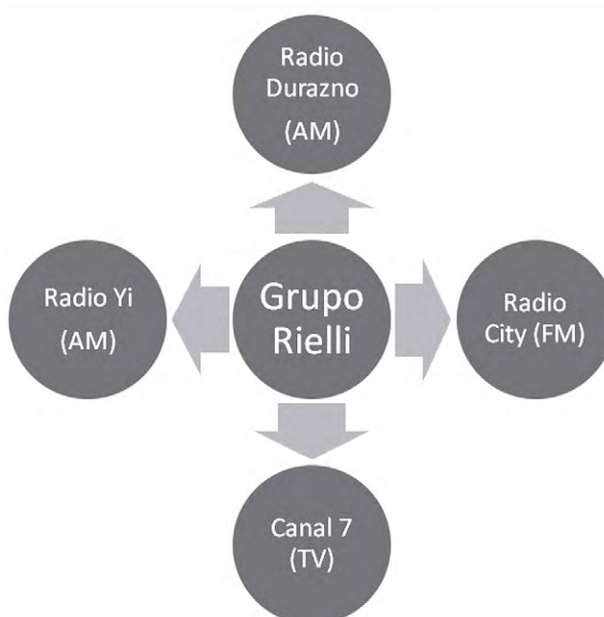 Radio
Durazno
(AM)
Radio Yi
(AM)
Grupo
Rielli
Radio
City (FM)
Canal 7
(TV)